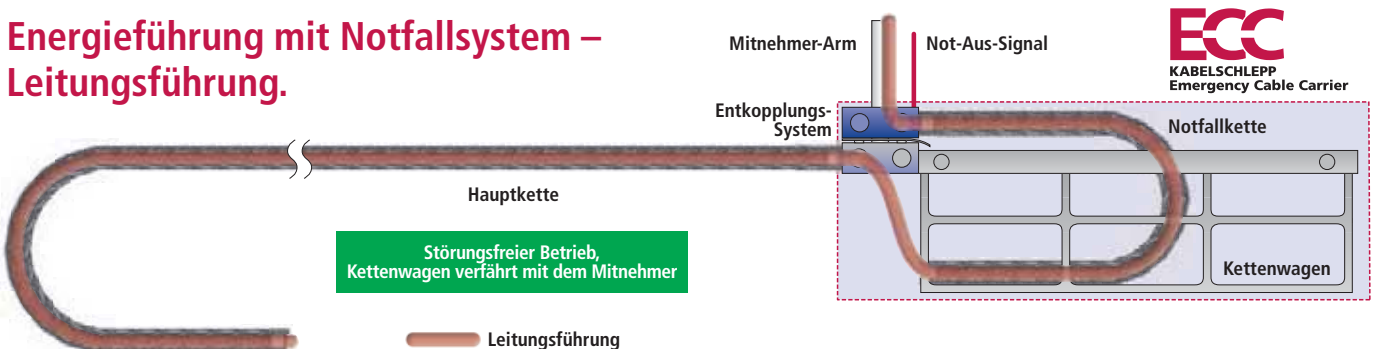 Energieführung mit Notfallsystem –
Leitungsführung.
Mitnehmer-Arm
Not-Aus-Signal
ECC
KABELSCHLEPP
Emergency Cable Carrier
Entkopplungs-
System
Notfallkette
Hauptkette
Störungsfreier Betrieb,
Kettenwagen verfährt mit dem Mitnehmer
Kettenwagen
Leitungsführung